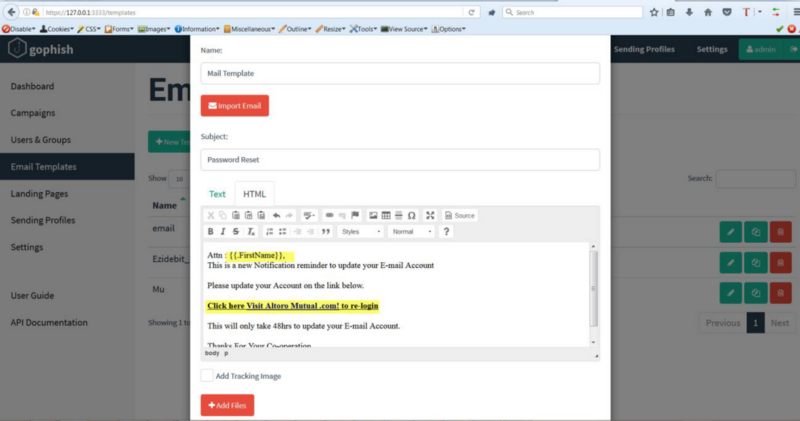 https://127.0.0.1:3333/templates
Search
Disable Cookies CSS Forms Images Information Miscellaneous Outline Resize Tools View Source Options
gophish
Sending Profiles Settings admin
Dashboard
Campaigns
Users & Groups
Email Templates
Landing Pages
Sending Profiles
Settings
User Guide
API Documentation
Em
+ New Te
Show 10
Search:
Name
email
Ezidebit_
Mu
Showing 1 to
Previous 1 Next
Name:
Mail Template
Import Email
Subject:
Password Reset
Text HTML
Source
B I S Tx Styles Normal ?
Attn : {{.FirstName}},
This is a new Notification reminder to update your E-mail Account
Please update your Account on the link below.
Click here Visit Altoro Mutual .com! to re-login
This will only take 48hrs to update your E-mail Account.
Thanks For Your Co-operation
body p
Add Tracking Image
+ Add Files